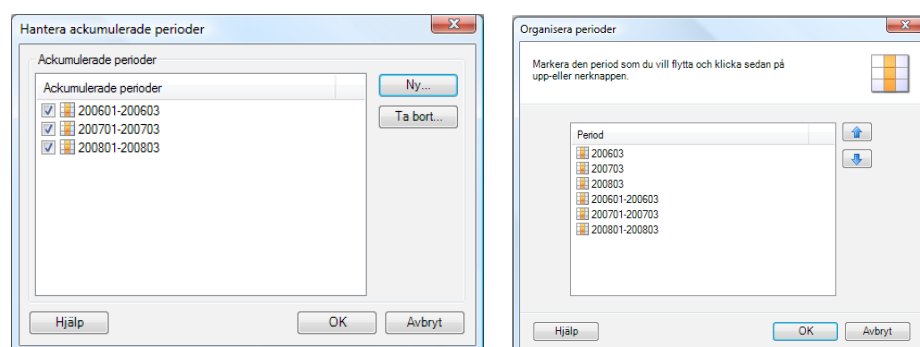 Hantera ackumulerade perioder
Ackumulerade perioder
Ackumulerade perioder
200601-200603
200701-200703
200801-200803
Ny...
Ta bort...
Hjälp
OK
Avbryt
Organisera perioder
Markera den period som du vill flytta och klicka sedan på
upp-eller nerknappen.
Period
200603
200703
200803
200601-200603
200701-200703
200801-200803
Hjälp
OK
Avbryt